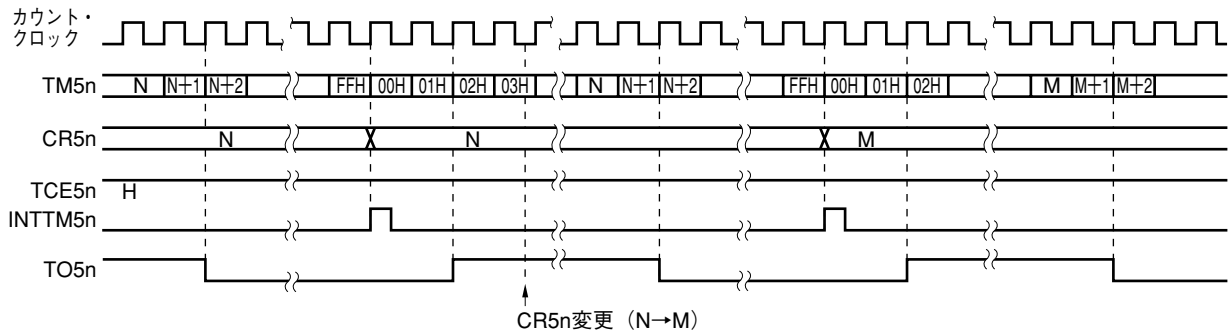 カウント・
クロック
TM5n N N+1 N+2 FFH 00H 01H 02H 03H N N+1 N+2 FFH 00H 01H 02H M M+1 M+2
CR5n N N M
TCE5n H
INTTM5n
TO5n
CR5n変更（N→M）